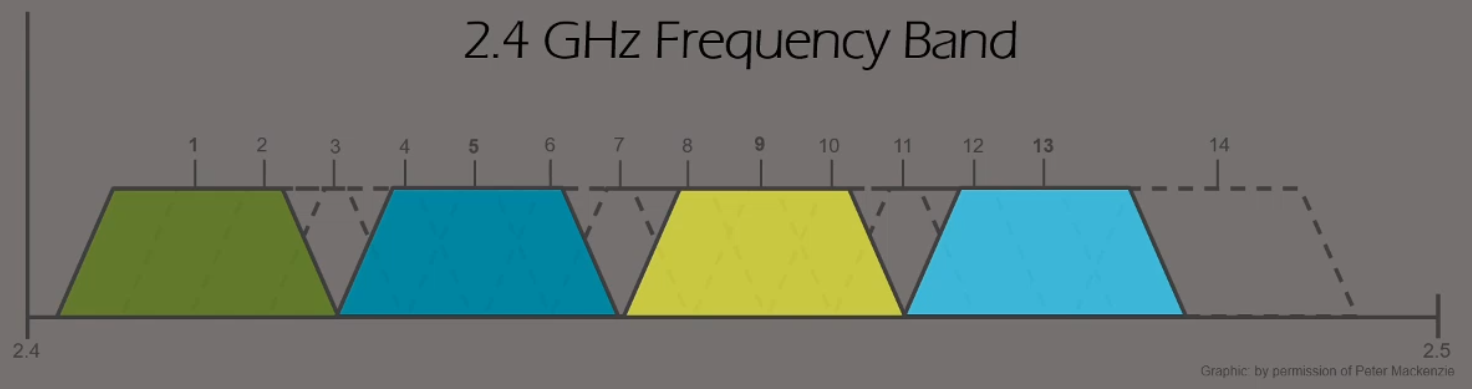 2.4 GHz Frequency Band
1 2 3 4 5 6 7 8 9 10 11 12 13 14
2.4 2.5
Graphic: by permission of Peter Mackenzie